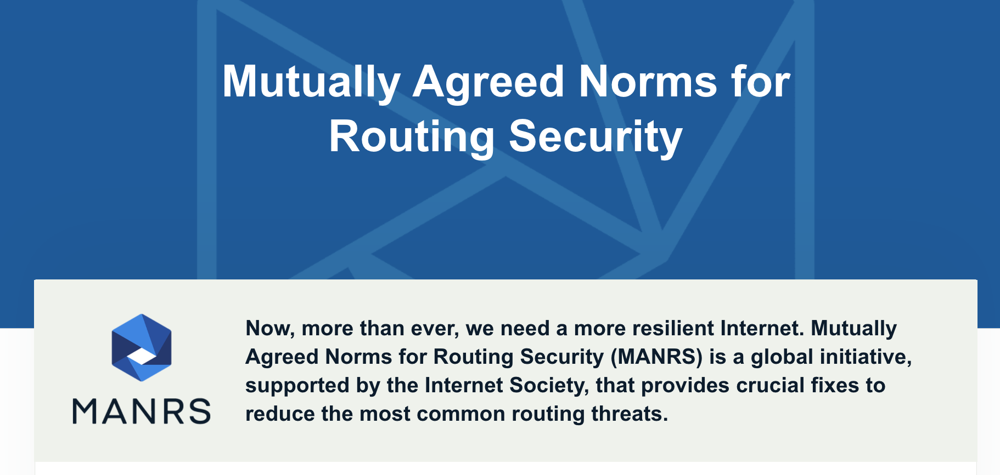 Mutually Agreed Norms for
Routing Security
MANRS
Now, more than ever, we need a more resilient Internet. Mutually
Agreed Norms for Routing Security (MANRS) is a global initiative,
supported by the Internet Society, that provides crucial fixes to
reduce the most common routing threats.